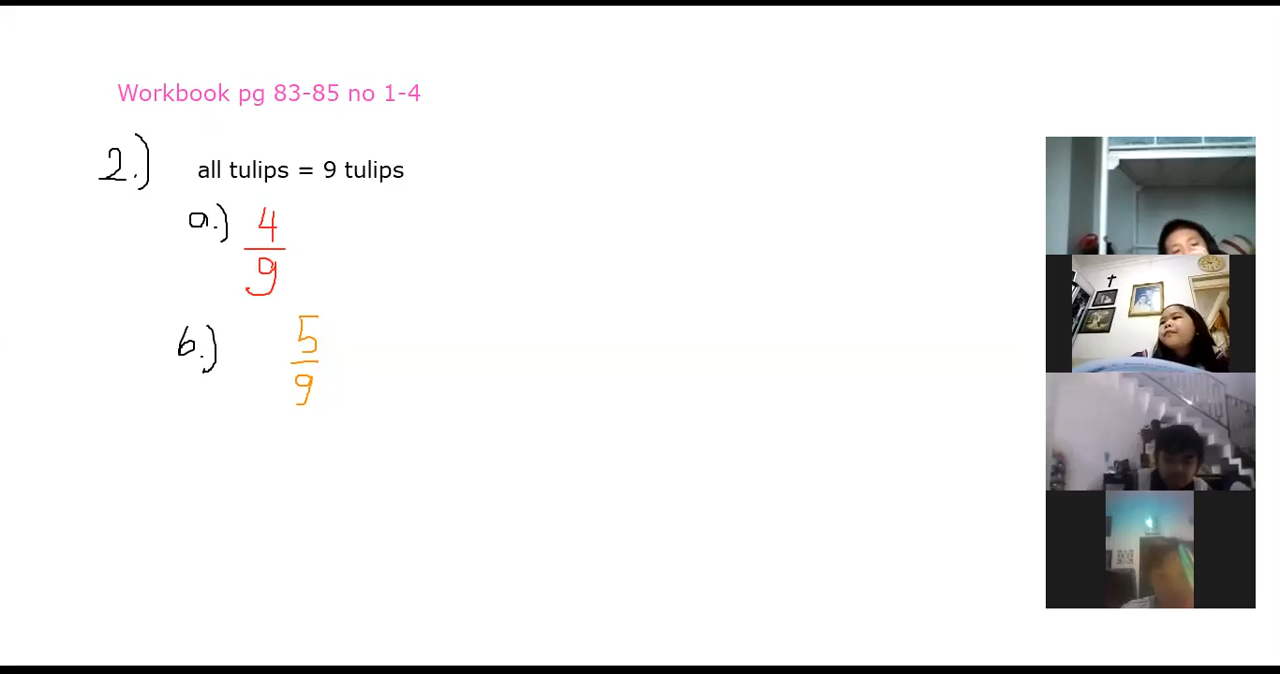 Workbook pg 83-85 no 1-4
2.) all tulips = 9 tulips
a.) 4/9
b.) 5/9